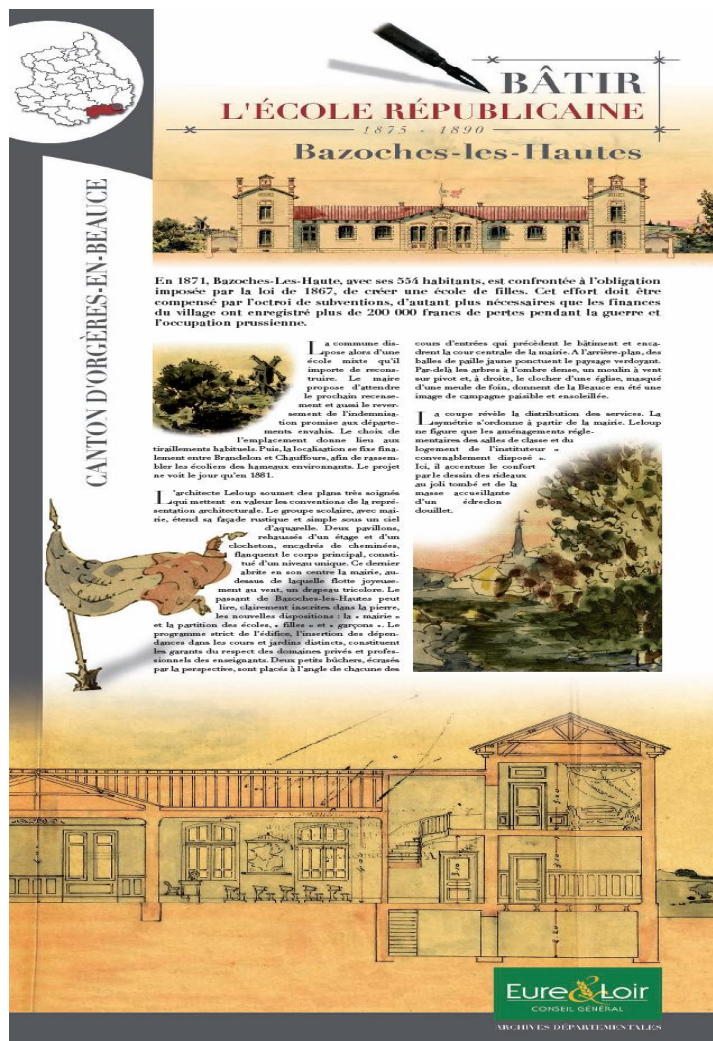 BÂTIR
L'ÉCOLE RÉPUBLICAINE
1875 - 1890
Bazoches-les-Hautes
CANTON D'ORGÈRES-EN-BEAUCE
En 1871, Bazoches-Les-Haute, avec ses 554 habitants, est confrontée à l'obligation
imposée par la loi de 1867, de créer une école de filles. Cet effort doit être
compensé par l'octroi de subventions, d'autant plus nécessaires que les finances
du village ont enregistré plus de 200 000 francs de pertes pendant la guerre et
l'occupation prussienne.
La commune dis-
pose alors d'une
école mixte qu'il
importe de recons-
truire. Le maire
propose d'attendre
le prochain recense-
ment et aussi le rever-
sement de l'indemnisa-
tion promise aux départe-
ments envahis. Le choix de
l'emplacement donne lieu aux
tiraillements habituels. Puis, la localisation se fixe fina-
lement entre Brandelon et Chauffours, afin de rassem-
bler les écoliers des hameaux environnants. Le projet
ne voit le jour qu'en 1881.
L'architecte Leloup soumet des plans très soignés
qui mettent en valeur les conventions de la repré-
sentation architecturale. Le groupe scolaire, avec mai-
rie, étend sa façade rustique et simple sous un ciel
d'aquarelle. Deux pavillons,
rehaussés d'un étage et d'un
clocheton, encadrés de cheminées,
flanquent le corps principal, consti-
tué d'un niveau unique. Ce dernier
abrite en son centre la mairie, au-
dessus de laquelle flotte joyeuse-
ment au vent, un drapeau tricolore. Le
passant de Bazoches-les-Hautes peut
lire, clairement inscrites dans la pierre,
les nouvelles dispositions : la « mairie »
et la partition des écoles, « filles » et « garçons ». Le
programme strict de l'édifice, l'insertion des dépen-
dances dans les cours et jardins distincts, constituent
les garants du respect des domaines privés et profes-
sionnels des enseignants. Deux petits bûchers, écrasés
par la perspective, sont placés à l'angle de chacune des
cours d'entrées qui précèdent le bâtiment et enca-
drent la cour centrale de la mairie. A l'arrière-plan, des
balles de paille jaune ponctuent le paysage verdoyant.
Par-delà les arbres à l'ombre dense, un moulin à vent
sur pivot et, à droite, le clocher d'une église, masqué
d'une meule de foin, donnent de la Beauce en été une
image de campagne paisible et ensoleillée.
La coupe révèle la distribution des services. La
symétrie s'ordonne à partir de la mairie. Leloup
ne figure que les aménagements régle-
mentaires des salles de classe et du
logement de l'instituteur «
convenablement disposé ».
Ici, il accentue le confort
par le dessin des rideaux
au joli tombé et de la
masse accueillante
d'un édredon
douillet.
3.10
2.20
Eure & Loir
CONSEIL GÉNÉRAL
ARCHIVES DÉPARTEMENTALES